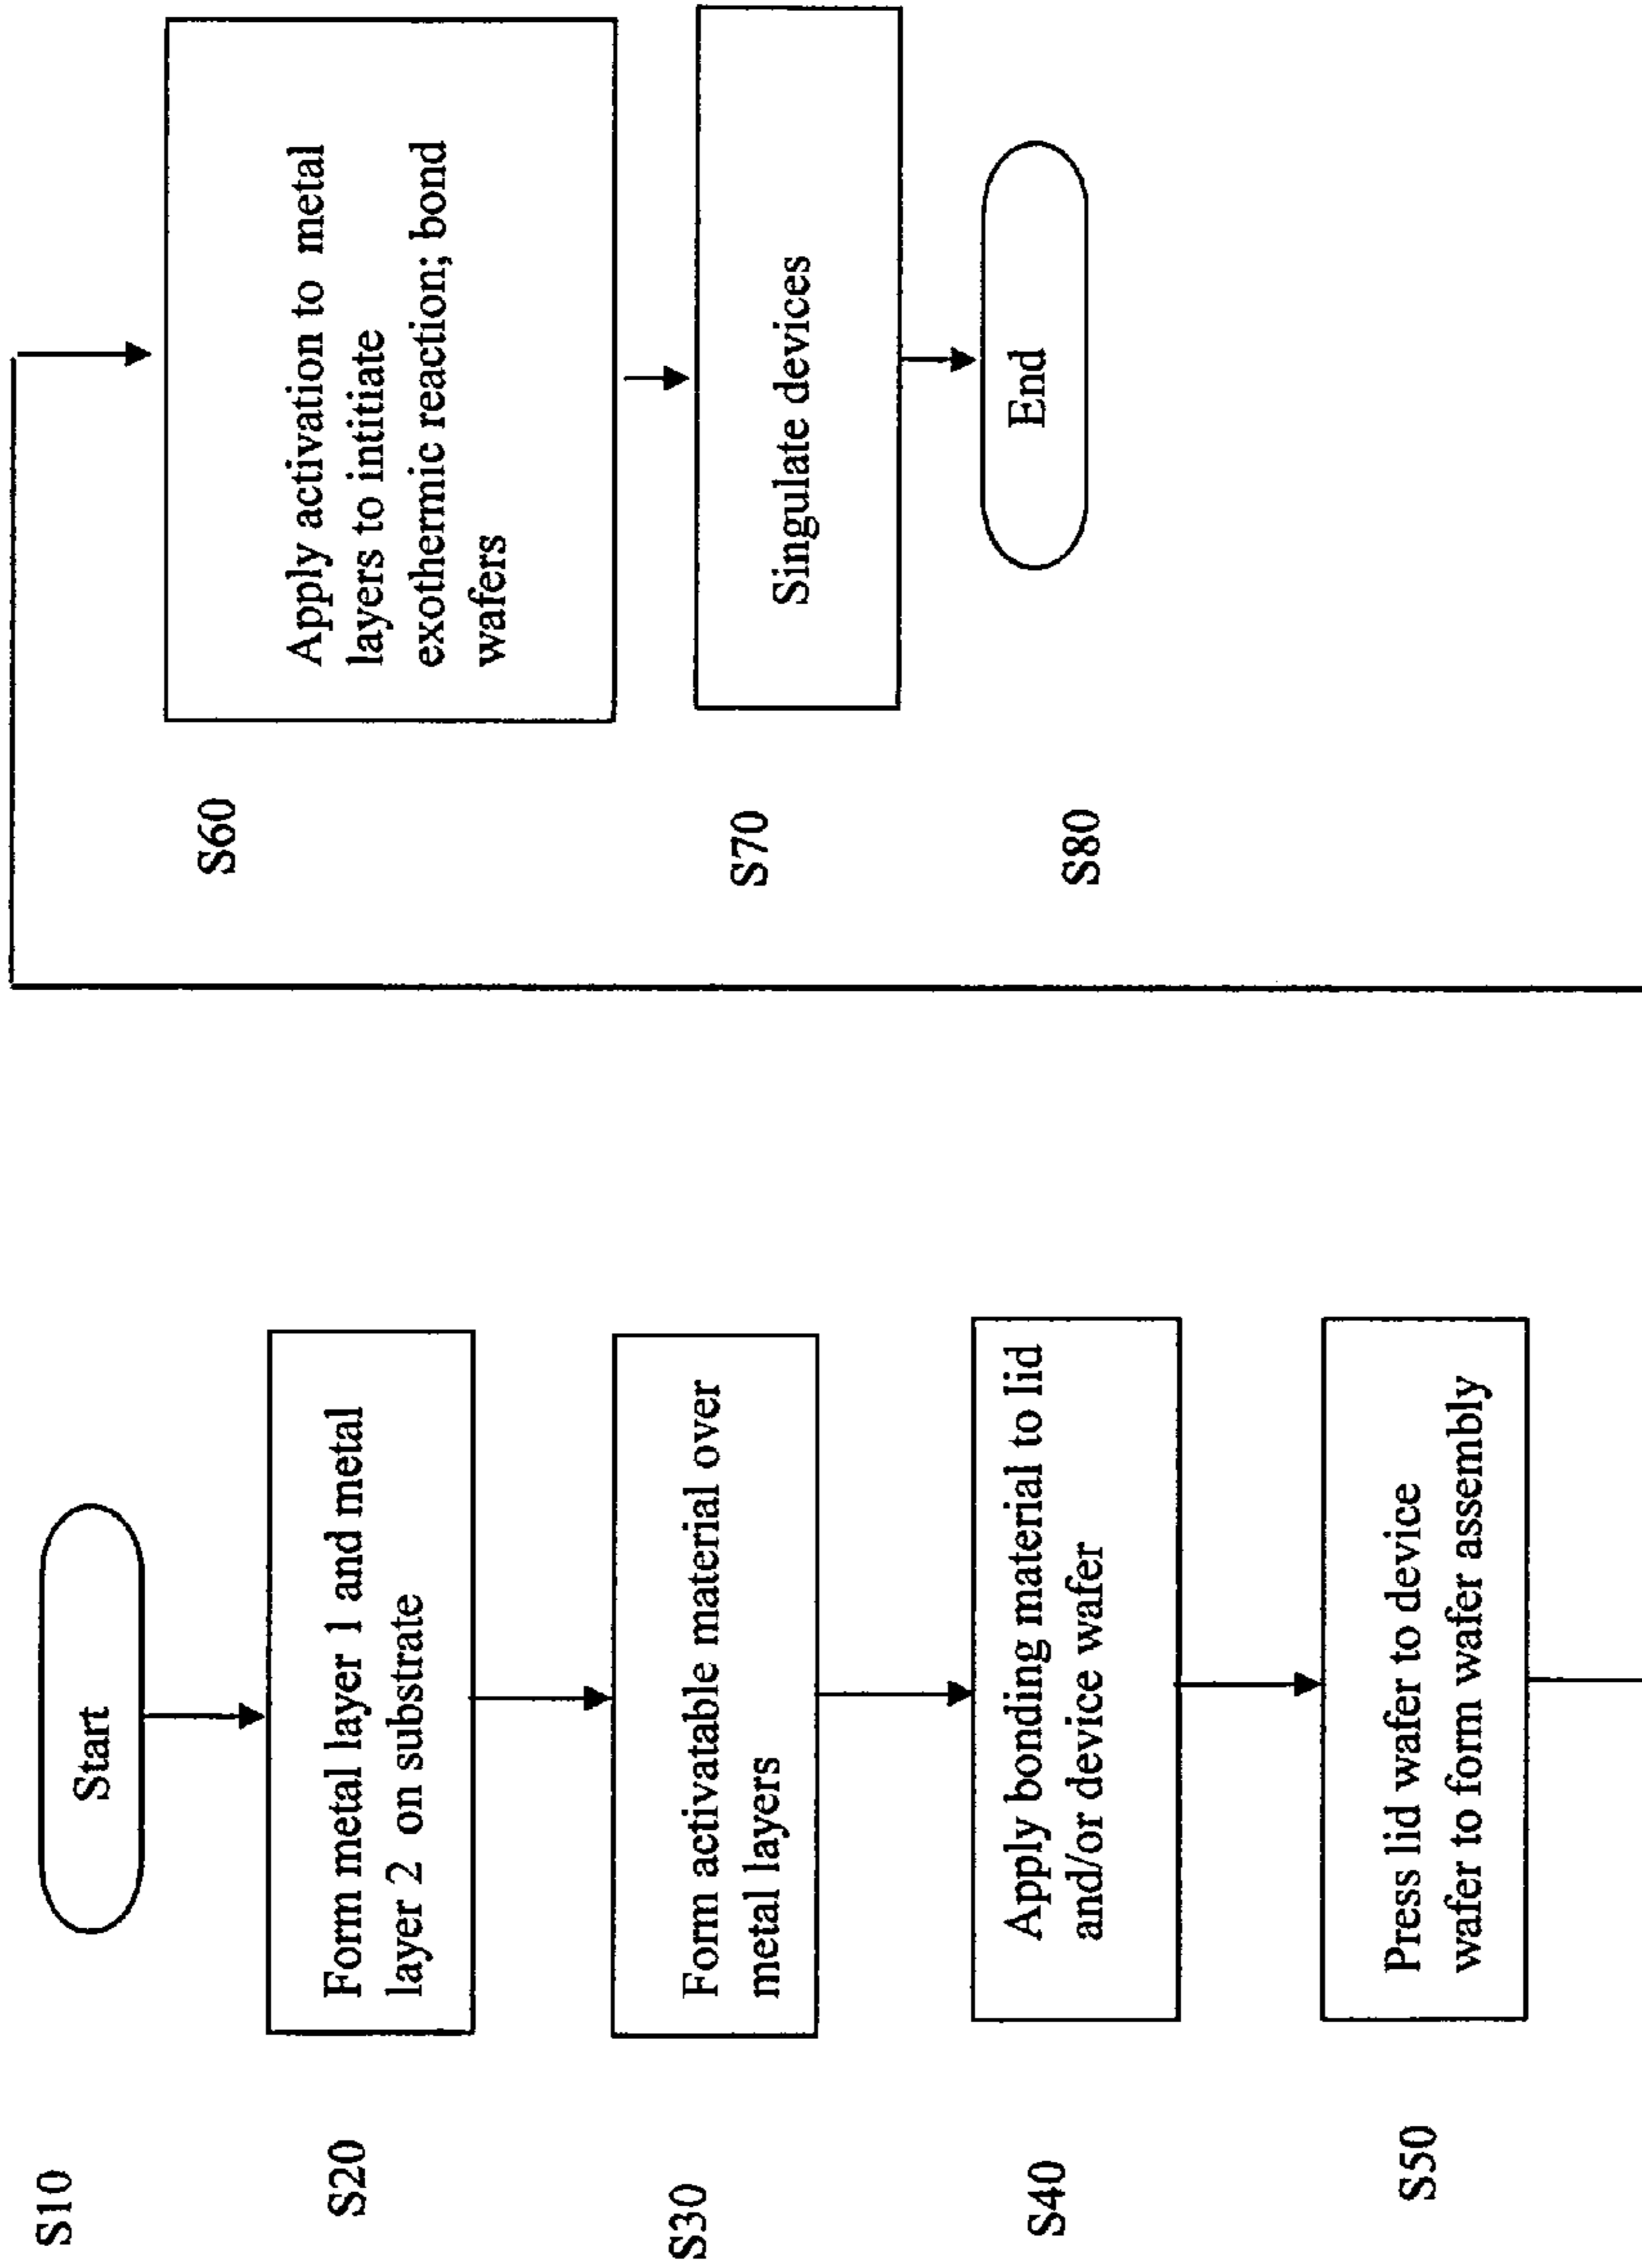 S10
Start
S20
Form metal layer 1 and metal
layer 2 on substrate
S30
Form activatable material over
metal layers
S40
Apply bonding material to lid
and/or device wafer
S50
Press lid wafer to device
wafer to form wafer assembly
S60
Apply activation to metal
layers to intitiate
exothermic reaction; bond
wafers
S70
Singulate devices
S80
End